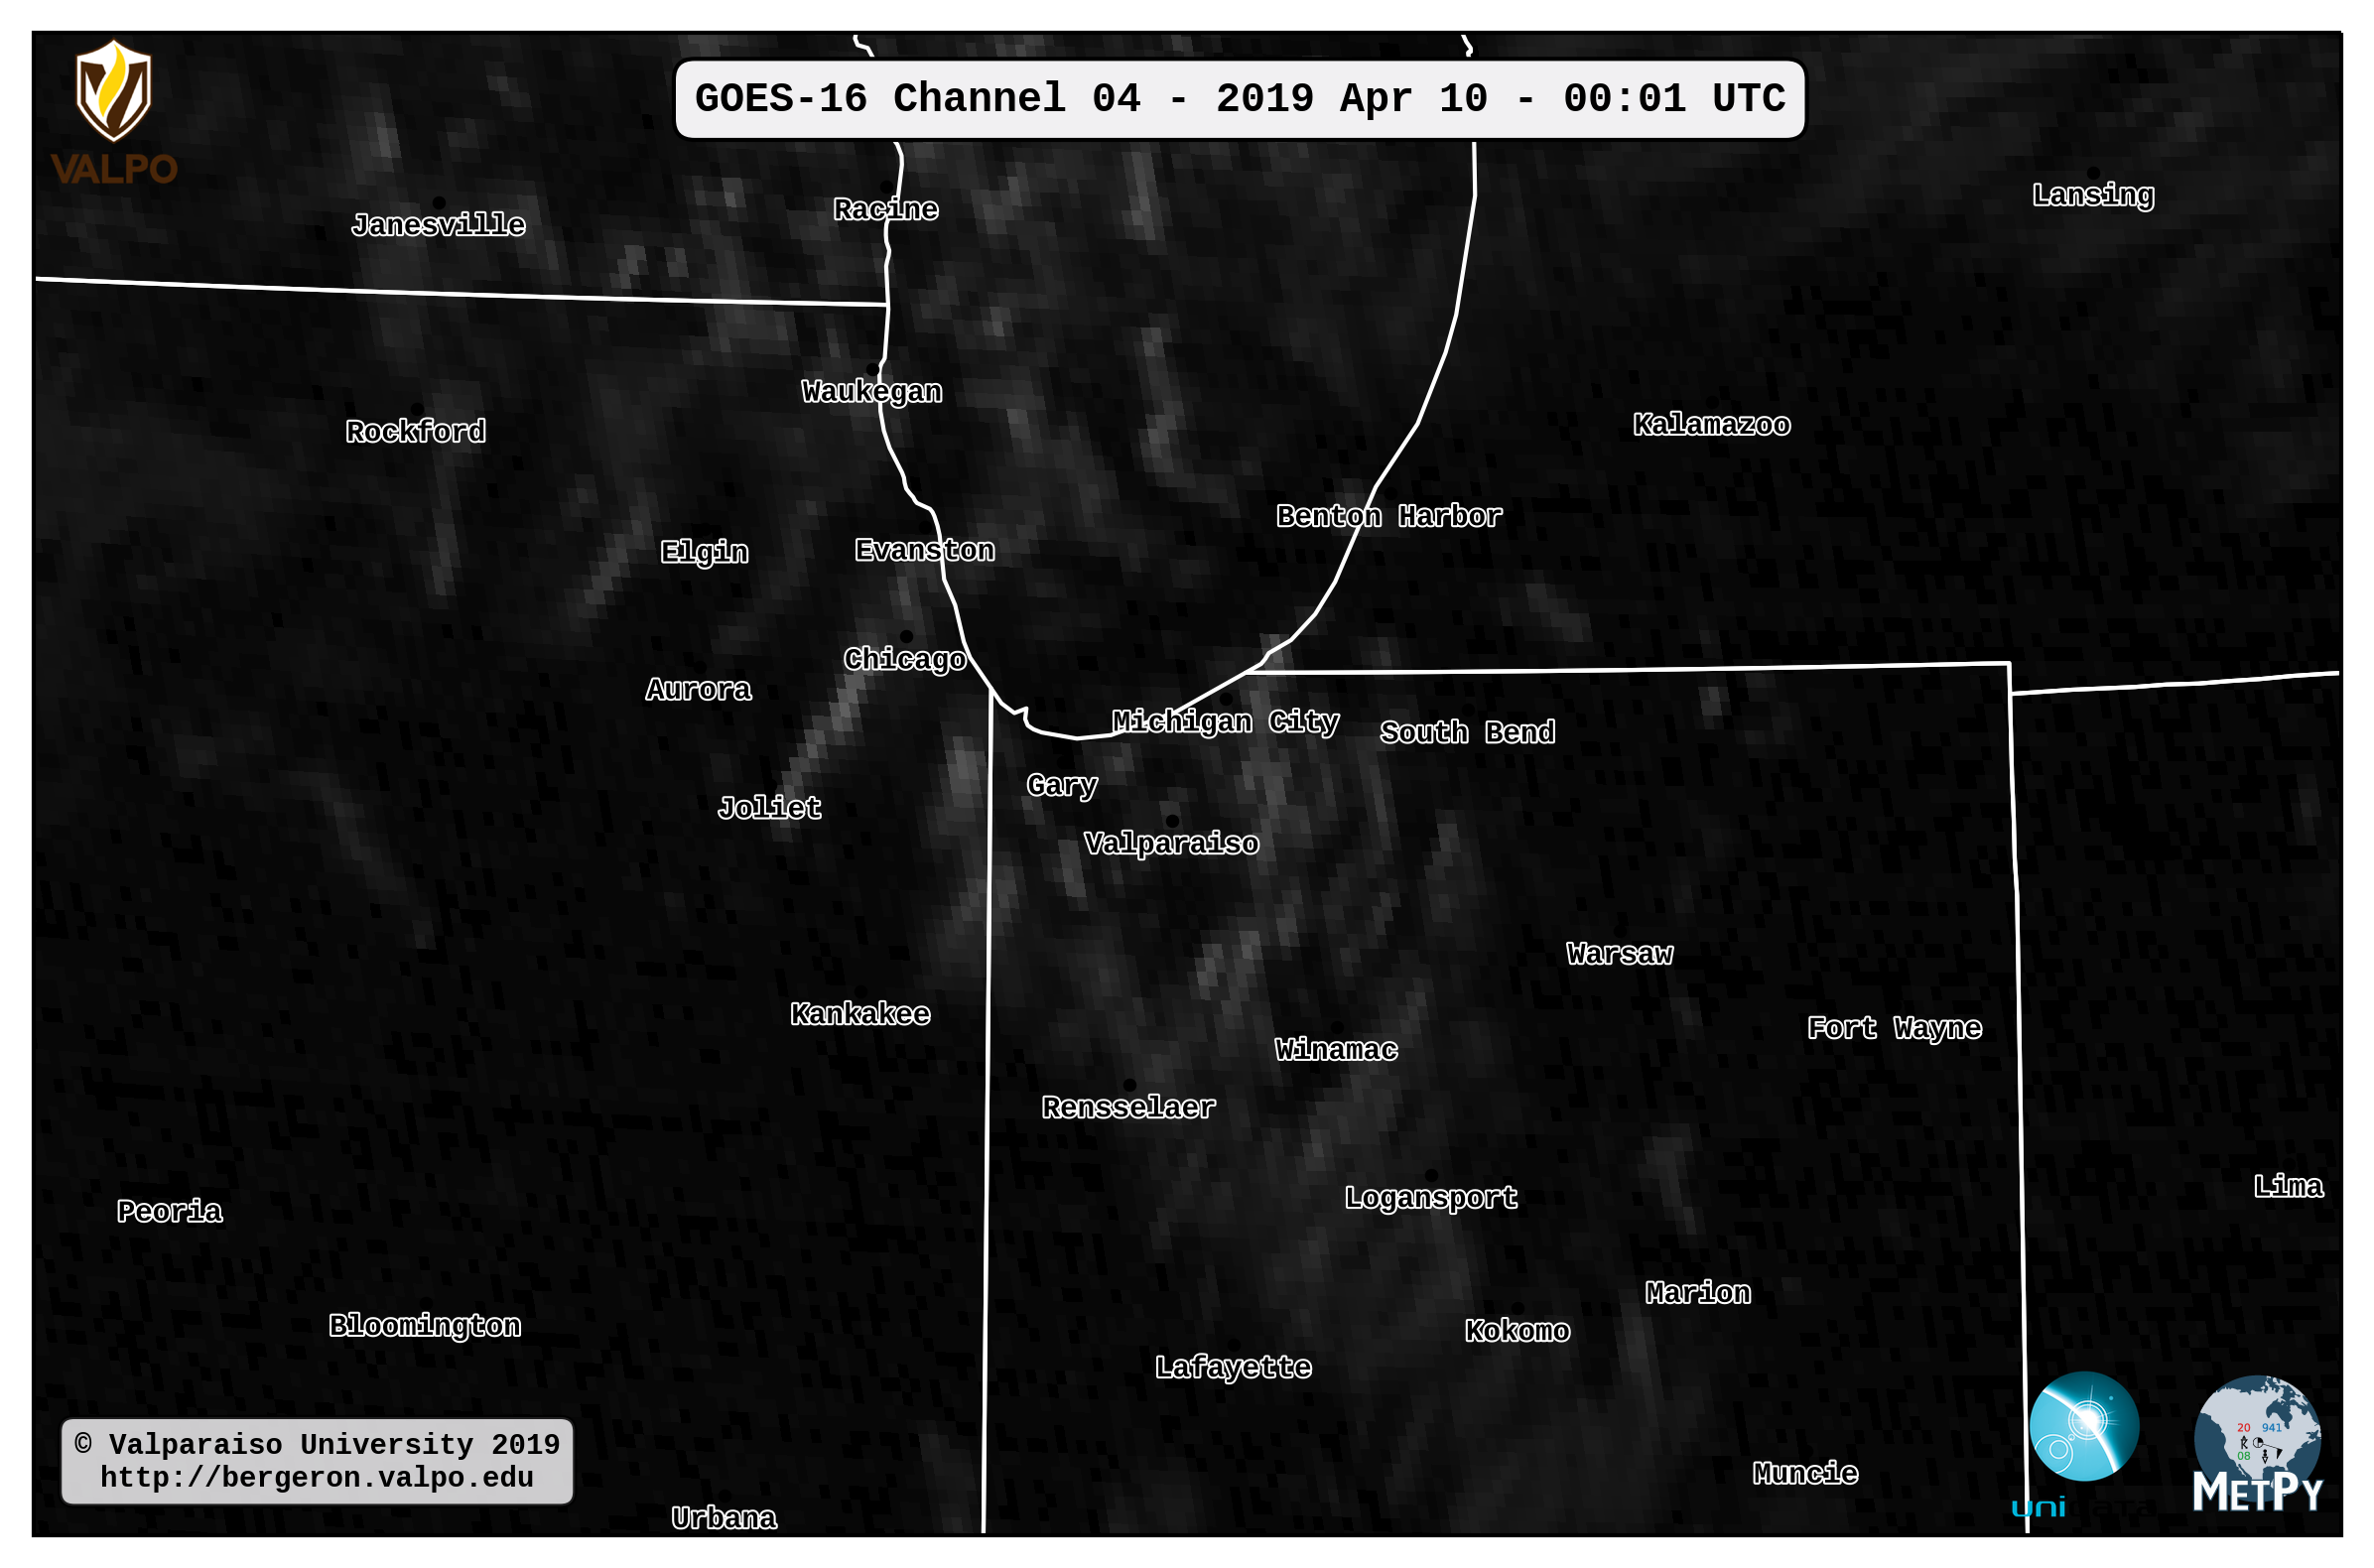 GOES-16 Channel 04 - 2019 Apr 10 - 00:01 UTC
VALPO
Lansing
Racine
Janesville
Waukegan
Kalamazoo
Rockford
Benton Harbor
Elgin
Evanston
Chicago
Aurora
Michigan City
South Bend
Gary
Joliet
Valparaiso
Warsaw
Kankakee
Fort Wayne
Winamac
Rensselaer
Lima
Logansport
Peoria
Marion
Bloomington
Kokomo
Lafayette
20 941
08
© Valparaiso University 2019
http://bergeron.valpo.edu
Muncie
METPY
unidata
Urbana